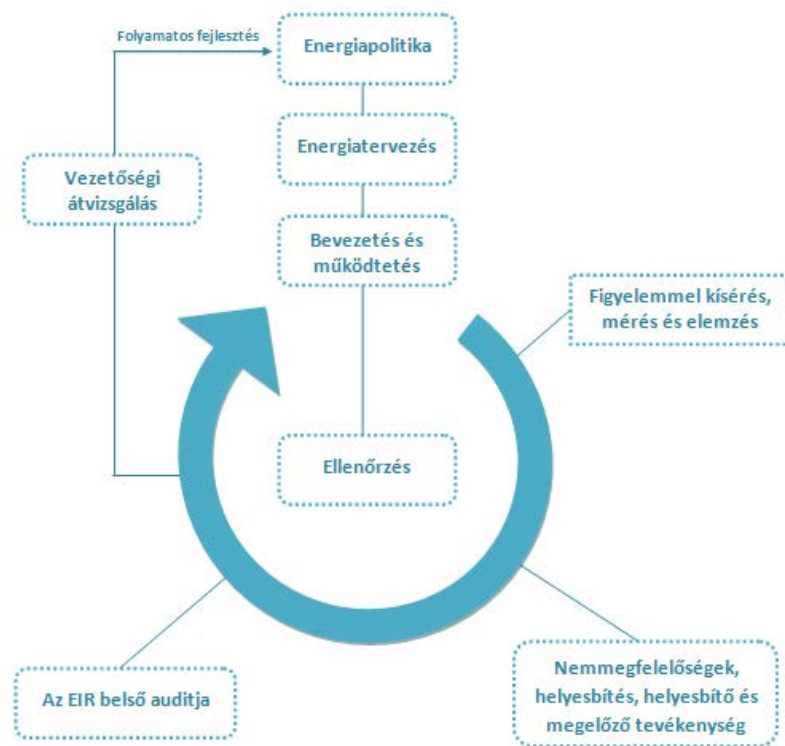 Folyamatos fejlesztés
Energiapolitika
Energiatervezés
Vezetőségi
átvizsgálás
Bevezetés és
működtetés
Figyelemmel kísérés,
mérés és elemzés
Ellenőrzés
Az EIR belső auditja
Nemmegfelelőségek,
helyesbítés, helyesbítő és
megelőző tevékenység